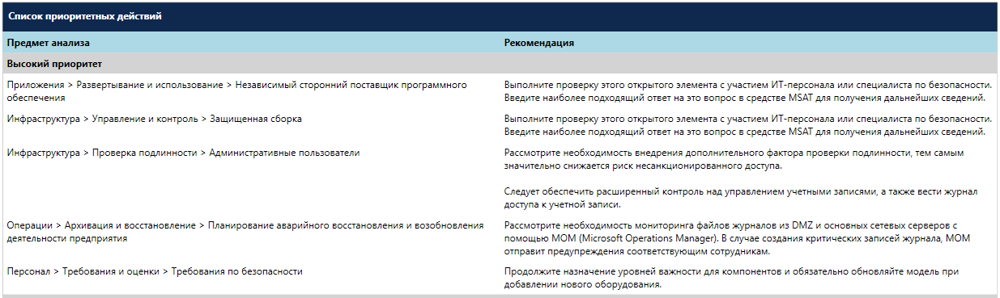 Список приоритетных действий
Предмет анализа
Рекомендация
Высокий приоритет
Приложения > Развертывание и использование > Независимый сторонний поставщик программного
обеспечения
Выполните проверку этого открытого элемента с участием ИТ-персонала или специалиста по безопасности.
Введите наиболее подходящий ответ на это вопрос в средстве MSAT для получения дальнейших сведений.
Инфраструктура > Управление и контроль > Защищенная сборка
Выполните проверку этого открытого элемента с участием ИТ-персонала или специалиста по безопасности.
Введите наиболее подходящий ответ на это вопрос в средстве MSAT для получения дальнейших сведений.
Инфраструктура > Проверка подлинности > Административные пользователи
Рассмотрите необходимость внедрения дополнительного фактора проверки подлинности, тем самым
значительно снижается риск несанкционированного доступа.
Следует обеспечить расширенный контроль над управлением учетными записями, а также вести журнал
доступа к учетной записи.
Операции > Архивация и восстановление > Планирование аварийного восстановления и возобновления
деятельности предприятия
Рассмотрите необходимость мониторинга файлов журналов из DMZ и основных сетевых серверов с
помощью MOM (Microsoft Operations Manager). В случае создания критических записей журнала, MOM
отправит предупреждения соответствующим сотрудникам.
Персонал > Требования и оценки > Требования по безопасности
Продолжите назначение уровней важности для компонентов и обязательно обновляйте модель при
добавлении нового оборудования.